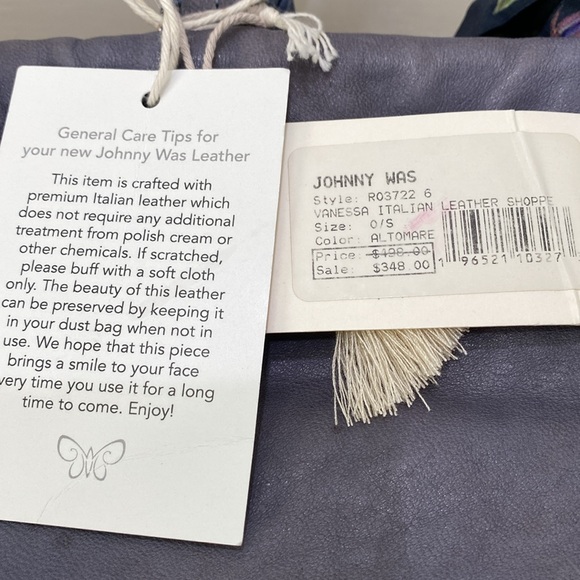 General Care Tips for
your new Johnny Was Leather
This item is crafted with
premium Italian leather which
does not require any additional
treatment from polish cream or
other chemicals. If scratched,
please buff with a soft cloth
only. The beauty of this leather
can be preserved by keeping it
in your dust bag when not in
use. We hope that this piece
brings a smile to your face
very time you use it for a long
time to come. Enjoy!
JOHNNY WAS
Style: RO3722 6
VANESSA ITALIAN LEATHER SHOPPE
Size: O/S
Color: ALTOMARE
Price: $498.00
Sale: $348.00
1 96521 10327